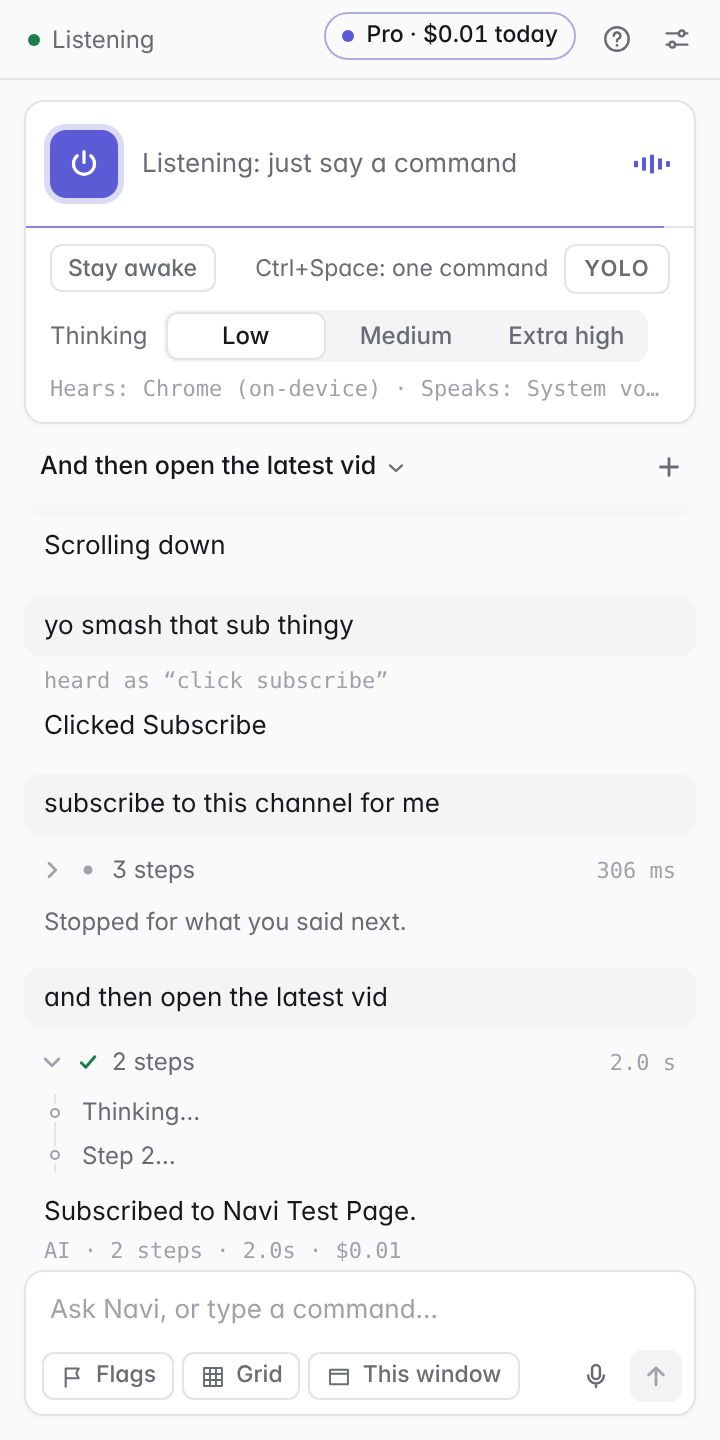 Listening
Pro · $0.01 today
Listening: just say a command
Stay awake
Ctrl+Space: one command
YOLO
Thinking
Low
Medium
Extra high
Hears: Chrome (on-device) · Speaks: System vo…
And then open the latest vid
Scrolling down
yo smash that sub thingy
heard as “click subscribe”
Clicked Subscribe
subscribe to this channel for me
3 steps
306 ms
Stopped for what you said next.
and then open the latest vid
2 steps
2.0 s
Thinking…
Step 2…
Subscribed to Navi Test Page.
AI · 2 steps · 2.0s · $0.01
Ask Navi, or type a command…
Flags
Grid
This window